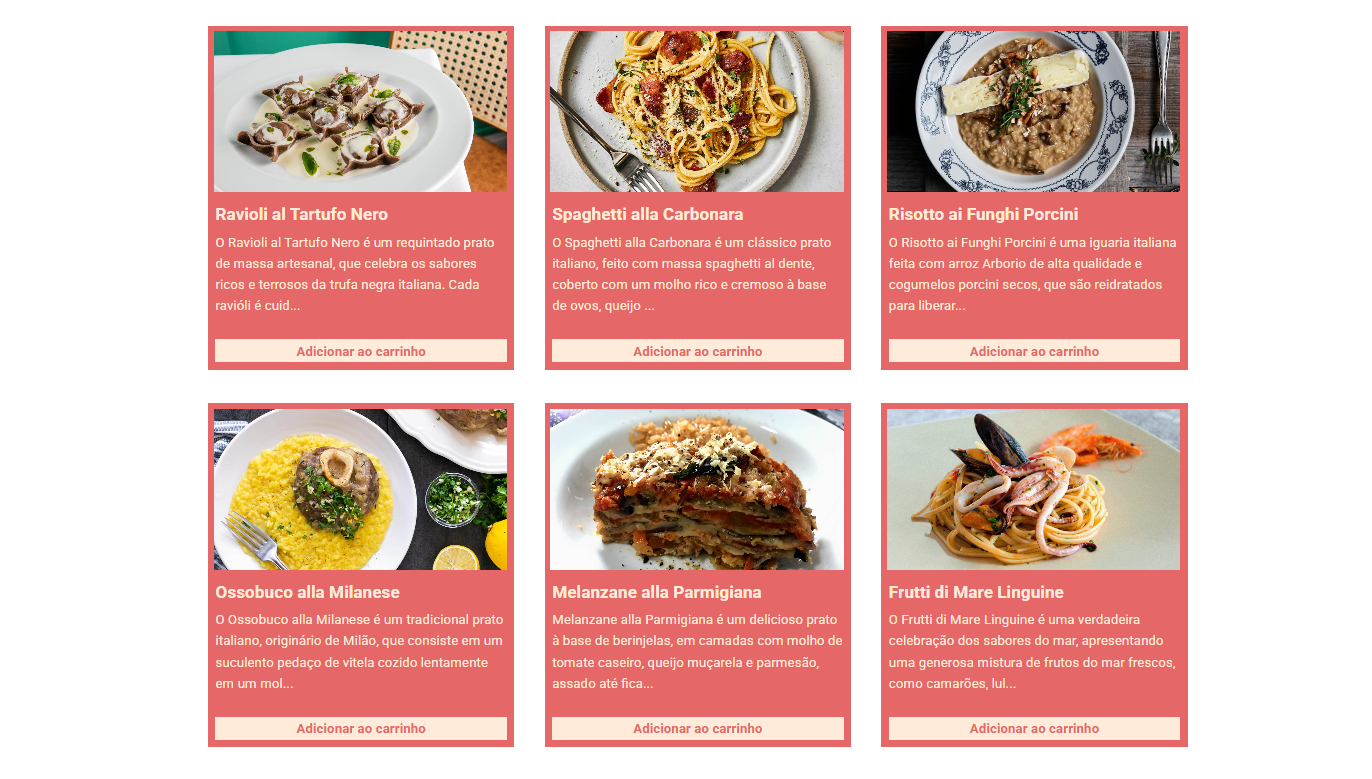 Ravioli al Tartufo Nero
O Ravioli al Tartufo Nero é um requintado prato
de massa artesanal, que celebra os sabores
ricos e terrosos da trufa negra italiana. Cada
ravióli é cuid...
Adicionar ao carrinho
Spaghetti alla Carbonara
O Spaghetti alla Carbonara é um clássico prato
italiano, feito com massa spaghetti al dente,
coberto com um molho rico e cremoso à base
de ovos, queijo ...
Adicionar ao carrinho
Risotto ai Funghi Porcini
O Risotto ai Funghi Porcini é uma iguaria italiana
feita com arroz Arborio de alta qualidade e
cogumelos porcini secos, que são reidratados
para liberar...
Adicionar ao carrinho
Ossobuco alla Milanese
O Ossobuco alla Milanese é um tradicional prato
italiano, originário de Milão, que consiste em um
suculento pedaço de vitela cozido lentamente
em um mol...
Adicionar ao carrinho
Melanzane alla Parmigiana
Melanzane alla Parmigiana é um delicioso prato
à base de berinjelas, em camadas com molho de
tomate caseiro, queijo muçarela e parmesão,
assado até fica...
Adicionar ao carrinho
Frutti di Mare Linguine
O Frutti di Mare Linguine é uma verdadeira
celebração dos sabores do mar, apresentando
uma generosa mistura de frutos do mar frescos,
como camarões, lul...
Adicionar ao carrinho